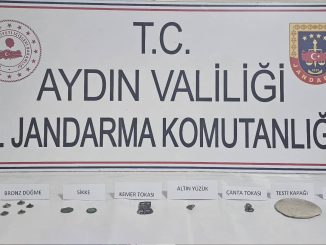 T.C.
AYDIN VALİLİĞİ
. JANDARMA KOMUTANLIĞ
BRONZ DÜĞME
SİKKE
KEMER TOKASI
ALTIN YÜZÜK
ÇANTA TOKASI
TESTİ KAPAĞI